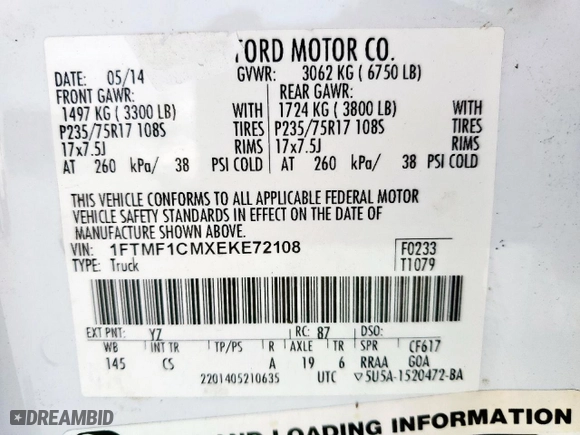 FORD MOTOR CO.
DATE: 05/14 GVWR: 3062 KG ( 6750 LB)
FRONT GAWR: REAR GAWR:
1497 KG ( 3300 LB) WITH 1724 KG ( 3800 LB) WITH
P235/75R17 108S TIRES P235/75R17 108S TIRES
17x7.5J RIMS 17x7.5J RIMS
AT 260 kPa/ 38 PSI COLD AT 260 kPa/ 38 PSI COLD
THIS VEHICLE CONFORMS TO ALL APPLICABLE FEDERAL MOTOR
VEHICLE SAFETY STANDARDS IN EFFECT ON THE DATE OF
MANUFACTURE SHOWN ABOVE.
VIN: 1FTMF1CMXEKE72108 F0233
TYPE: Truck T1079
EXT PNT: YZ RC: 87 DSO:
WB INT TR TP/PS R AXLE TR SPR CF617
145 CS A 19 6 RRAA GOA
2201405210635 UTC ▽5U5A-1520472-BA
AND LOADING INFORMATION
DREAMBID